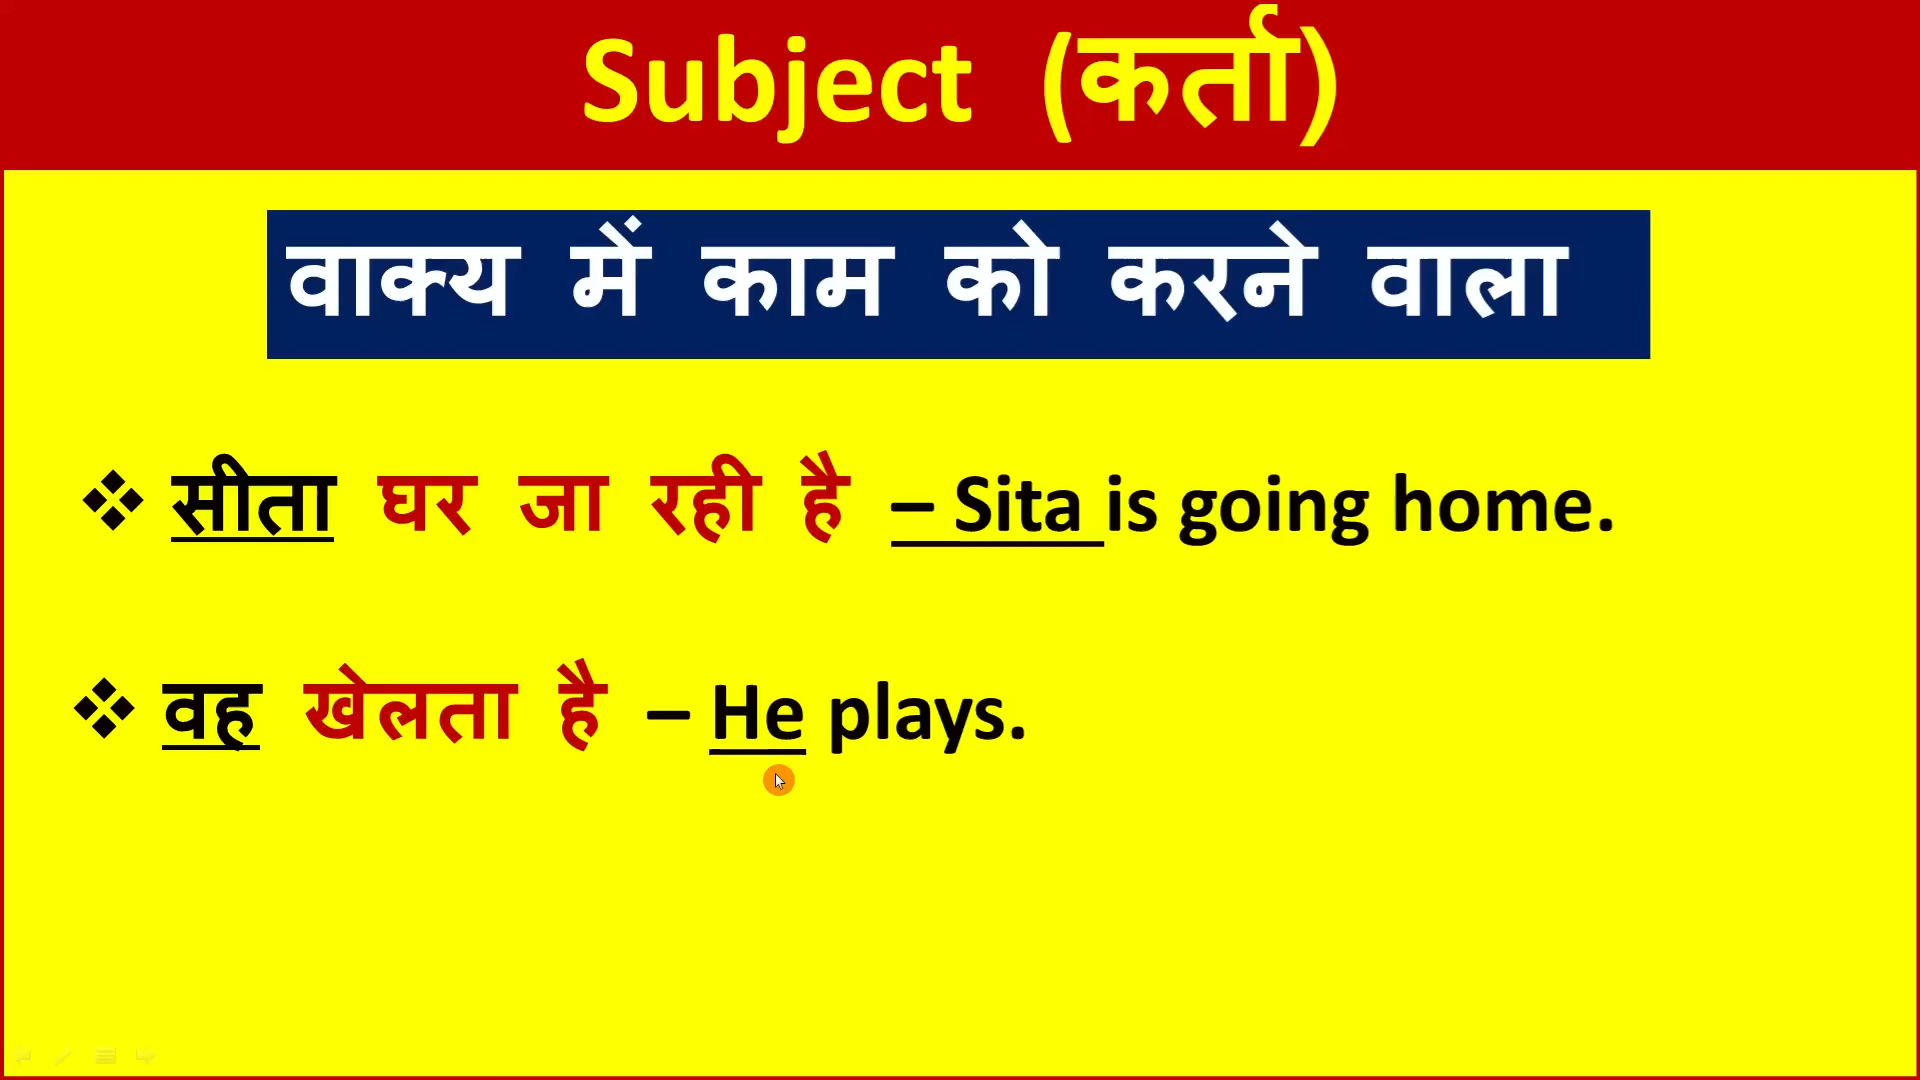 Subject (कर्ता)
वाक्य में काम को करने वाला
❖ सीता घर जा रही है – Sita is going home.
❖ वह खेलता है – He plays.